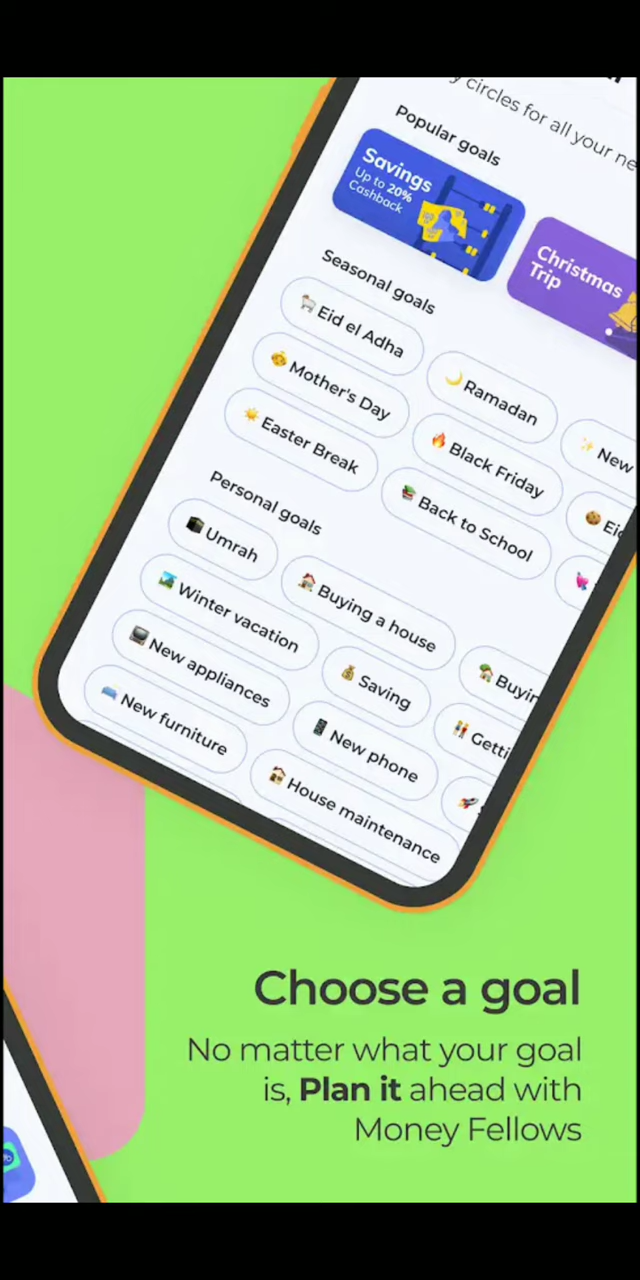 y circles for all your ne
Popular goals
Savings
Up to 20%
Cashback
Christmas
Trip
Seasonal goals
Eid el Adha
Ramadan
New
Mother's Day
Black Friday
Eid
Easter Break
Back to School
Personal goals
Umrah
Buying a house
Buyin
Winter vacation
Saving
Getti
New appliances
New phone
New furniture
House maintenance
Choose a goal
No matter what your goal
is, Plan it ahead with
Money Fellows